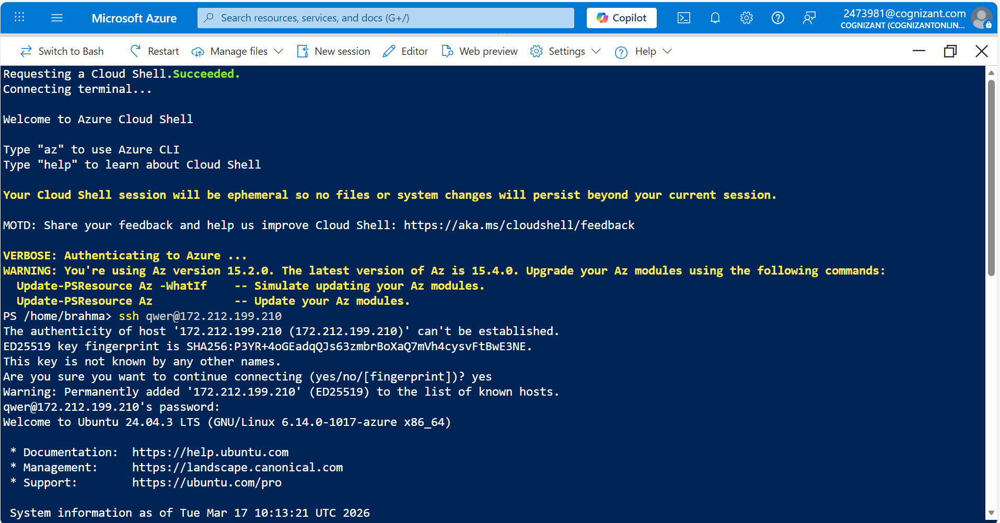 Microsoft Azure
Search resources, services, and docs (G+/)
Copilot
2473981@cognizant.com
COGNIZANT (COGNIZANTONLIN...
Switch to Bash
Restart
Manage files
New session
Editor
Web preview
Settings
Help
Requesting a Cloud Shell.Succeeded.
Connecting terminal...
Welcome to Azure Cloud Shell
Type "az" to use Azure CLI
Type "help" to learn about Cloud Shell
Your Cloud Shell session will be ephemeral so no files or system changes will persist beyond your current session.
MOTD: Share your feedback and help us improve Cloud Shell: https://aka.ms/cloudshell/feedback
VERBOSE: Authenticating to Azure ...
WARNING: You're using Az version 15.2.0. The latest version of Az is 15.4.0. Upgrade your Az modules using the following commands:
Update-PSResource Az -WhatIf    -- Simulate updating your Az modules.
Update-PSResource Az            -- Update your Az modules.
PS /home/brahma> ssh qwer@172.212.199.210
The authenticity of host '172.212.199.210 (172.212.199.210)' can't be established.
ED25519 key fingerprint is SHA256:P3YR+4oGEadqQJs63zmbrBoXaQ7mVh4cysvFtBwE3NE.
This key is not known by any other names.
Are you sure you want to continue connecting (yes/no/[fingerprint])? yes
Warning: Permanently added '172.212.199.210' (ED25519) to the list of known hosts.
qwer@172.212.199.210's password:
Welcome to Ubuntu 24.04.3 LTS (GNU/Linux 6.14.0-1017-azure x86_64)
* Documentation:  https://help.ubuntu.com
* Management:     https://landscape.canonical.com
* Support:        https://ubuntu.com/pro
System information as of Tue Mar 17 10:13:21 UTC 2026